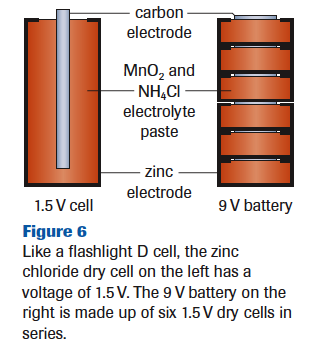 carbon
electrode
MnO₂ and
NH₄Cl
electrolyte
paste
zinc
electrode
1.5 V cell
9 V battery
Figure 6
Like a flashlight D cell, the zinc
chloride dry cell on the left has a
voltage of 1.5 V. The 9 V battery on the
right is made up of six 1.5 V dry cells in
series.